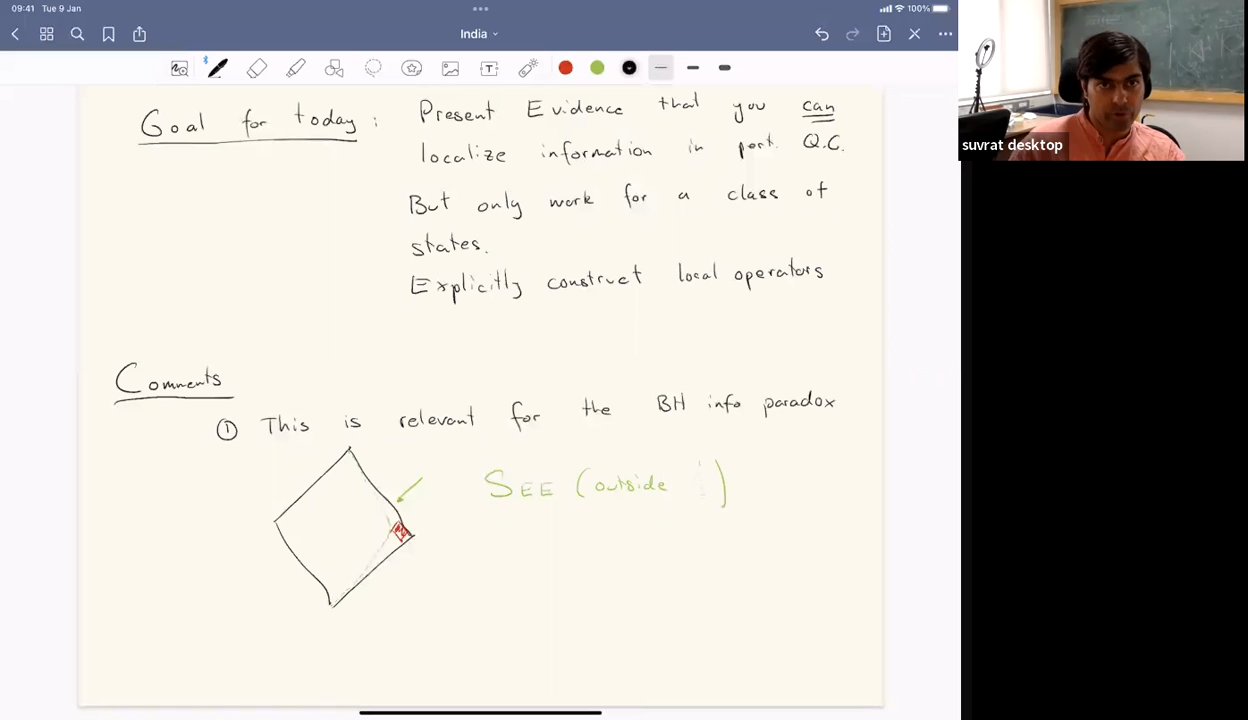 09:41 Tue 9 Jan
100%
India
suvrat desktop
Goal for today : Present Evidence that you can
localize information in pert. Q.G.
But only work for a class of
states.
Explicitly construct local operators
Comments
① This is relevant for the BH info paradox
SEE (outside )